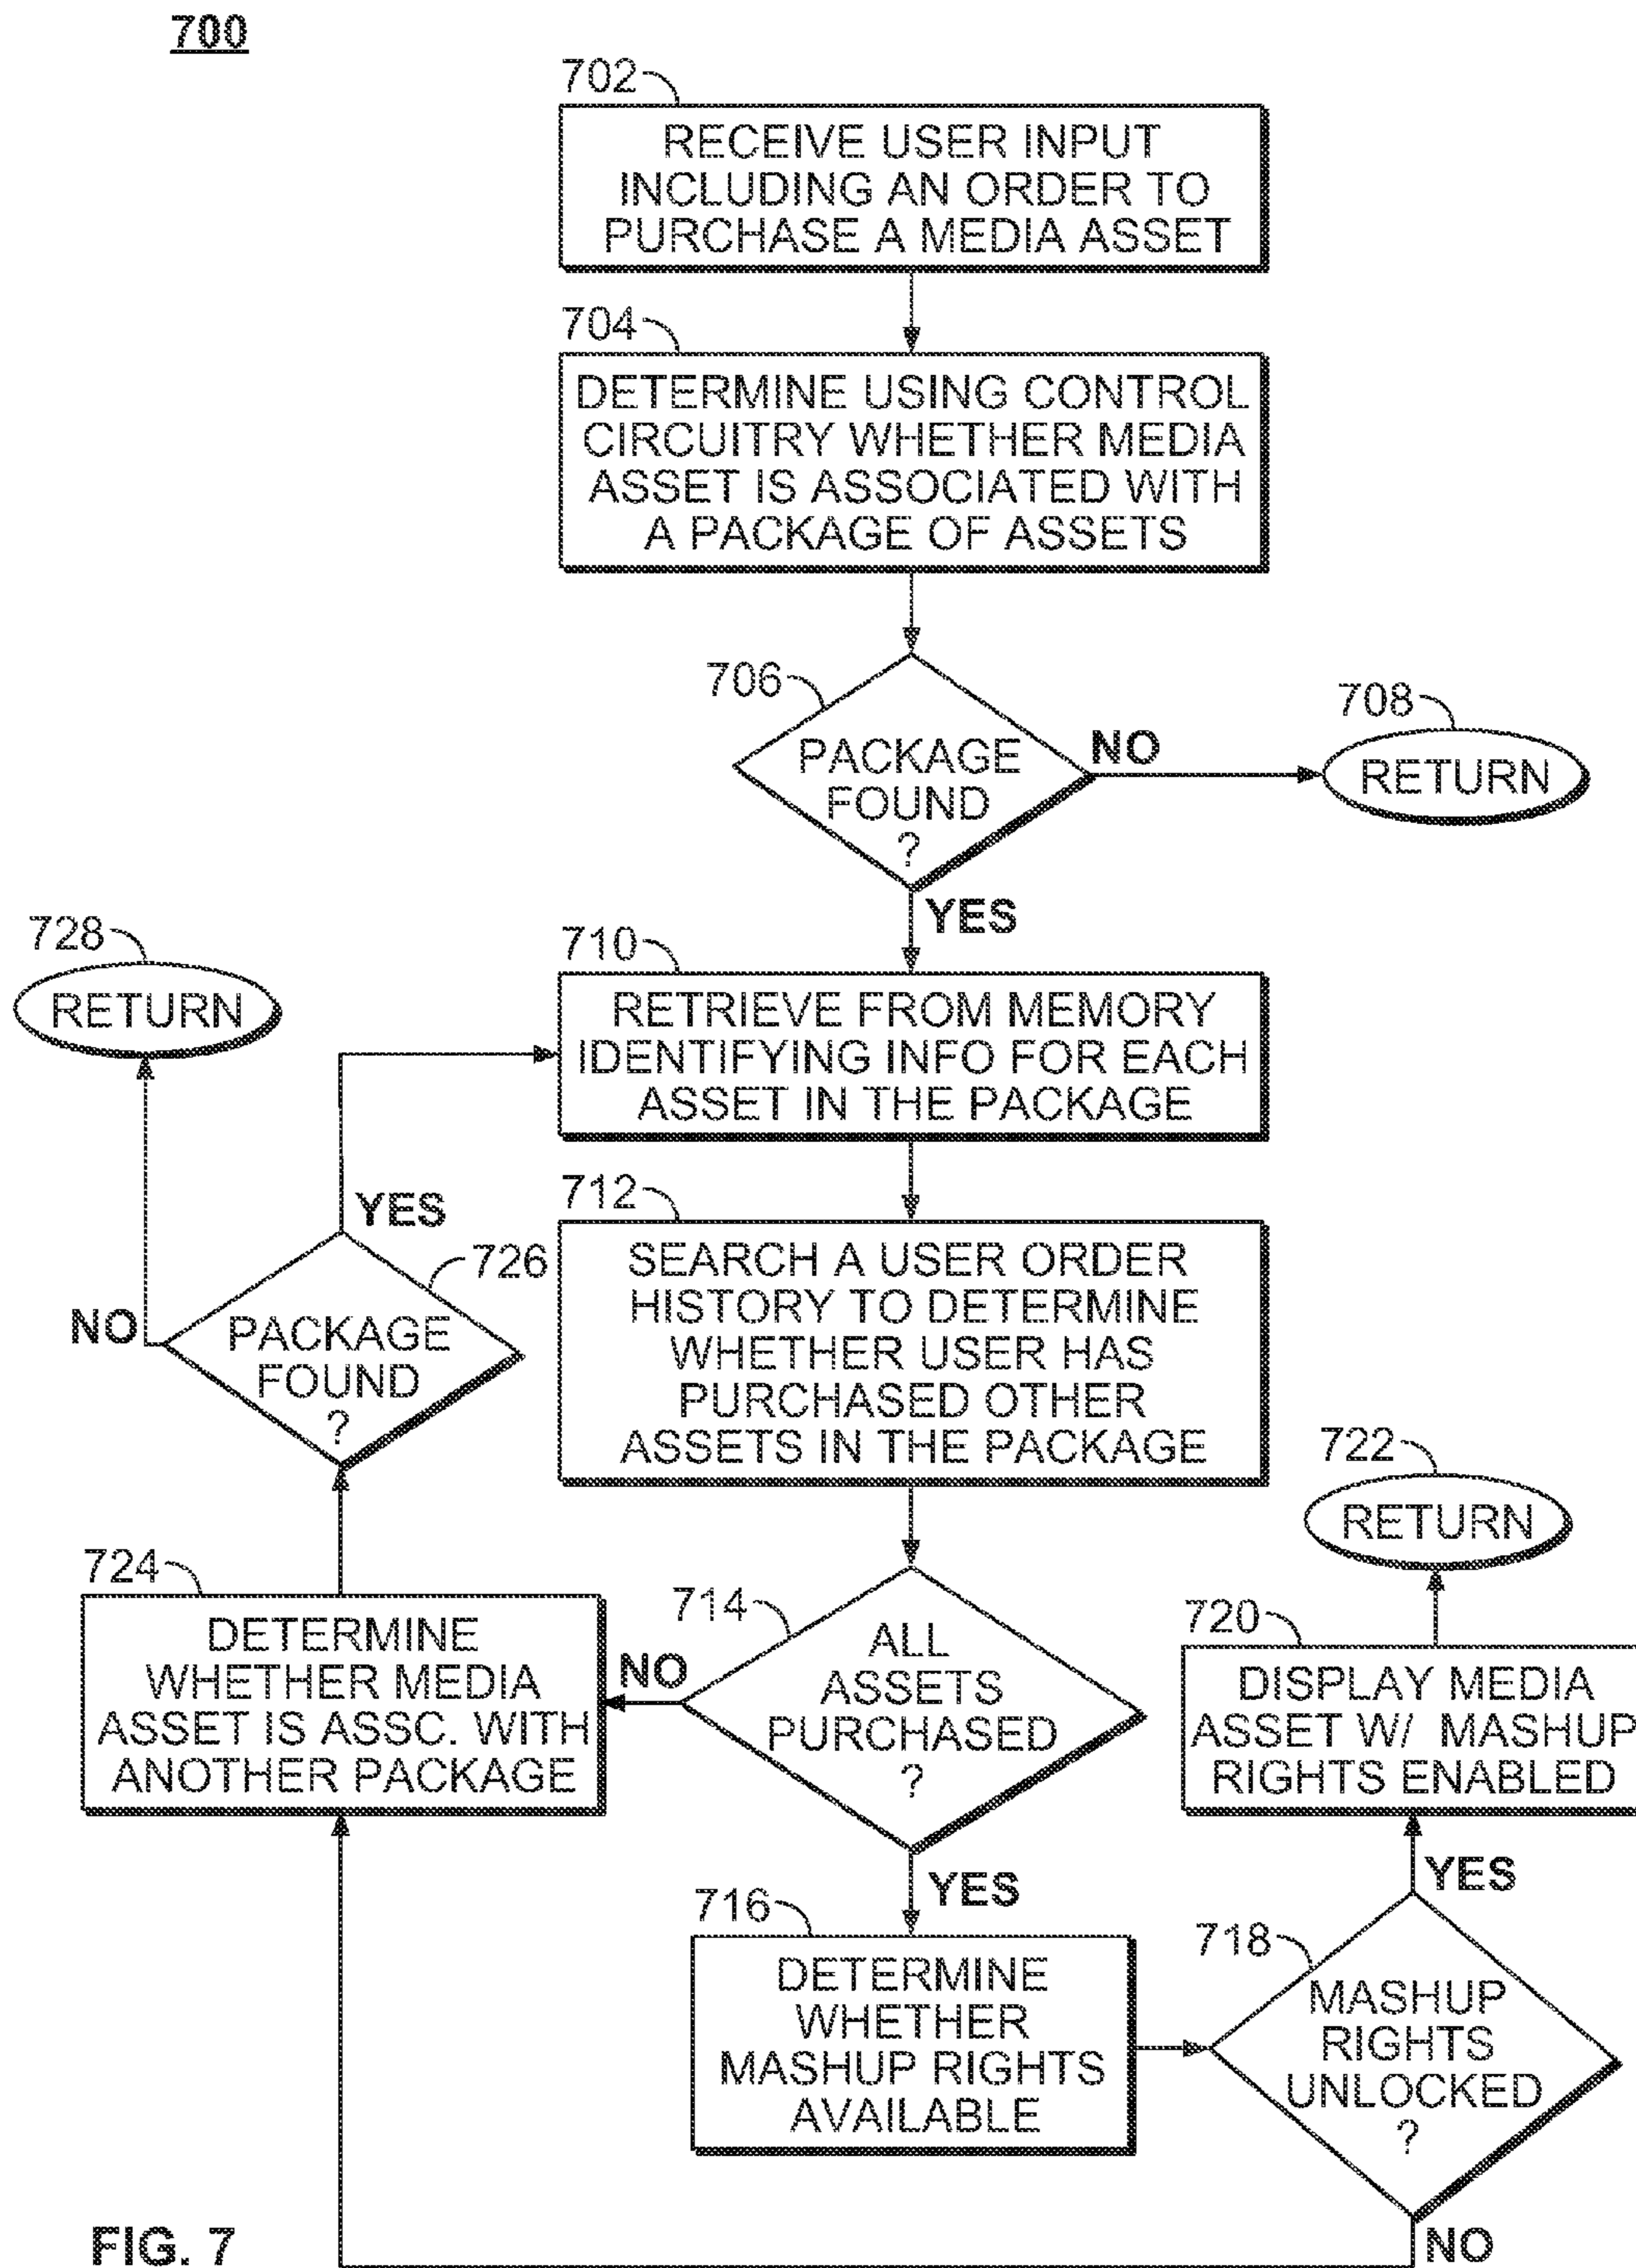 700
702
RECEIVE USER INPUT
INCLUDING AN ORDER TO
PURCHASE A MEDIA ASSET
704
DETERMINE USING CONTROL
CIRCUITRY WHETHER MEDIA
ASSET IS ASSOCIATED WITH
A PACKAGE OF ASSETS
706
PACKAGE
FOUND
?
NO
708
RETURN
YES
728
RETURN
710
RETRIEVE FROM MEMORY
IDENTIFYING INFO FOR EACH
ASSET IN THE PACKAGE
YES
726
PACKAGE
FOUND
?
NO
712
SEARCH A USER ORDER
HISTORY TO DETERMINE
WHETHER USER HAS
PURCHASED OTHER
ASSETS IN THE PACKAGE
722
RETURN
724
DETERMINE
WHETHER MEDIA
ASSET IS ASSC. WITH
ANOTHER PACKAGE
NO
714
ALL
ASSETS
PURCHASED
?
720
DISPLAY MEDIA
ASSET W/ MASHUP
RIGHTS ENABLED
YES
YES
716
DETERMINE
WHETHER
MASHUP RIGHTS
AVAILABLE
718
MASHUP
RIGHTS
UNLOCKED
?
NO
FIG. 7